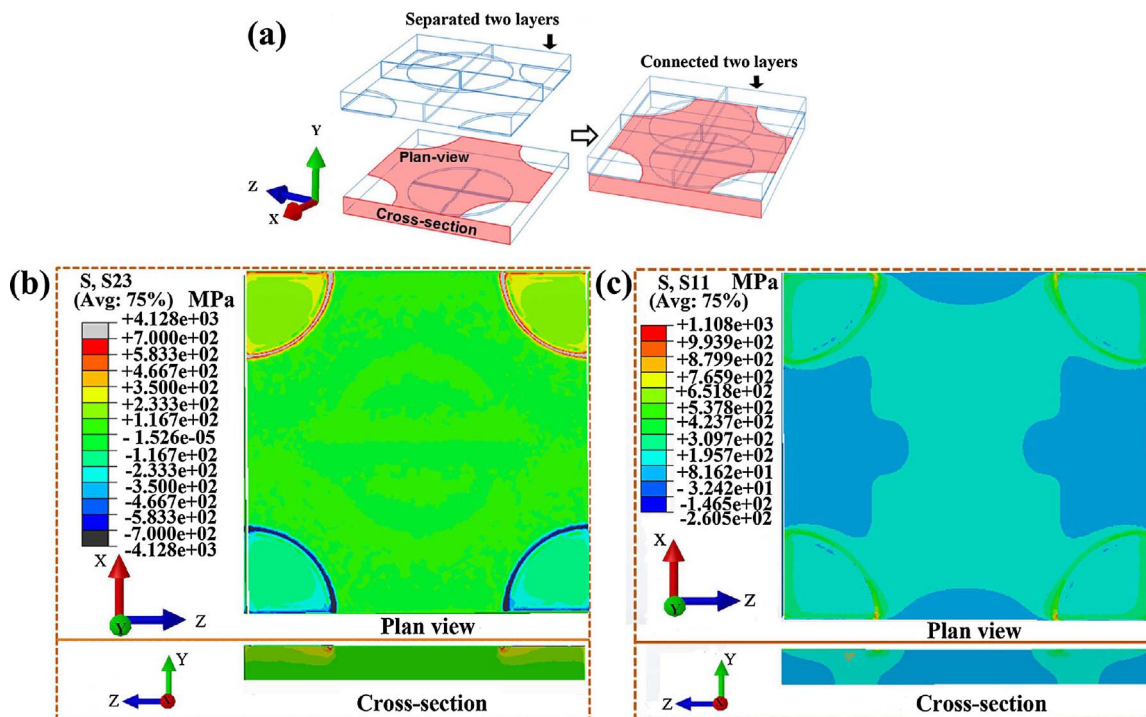 (a)
Separated two layers
Connected two layers
Plan-view
Cross-section
Y
Z
X
(b)
S, S23
(Avg: 75%) MPa
+4.128e+03
+7.000e+02
+5.833e+02
+4.667e+02
+3.500e+02
+2.333e+02
+1.167e+02
- 1.526e-05
-1.167e+02
-2.333e+02
-3.500e+02
-4.667e+02
-5.833e+02
-7.000e+02
-4.128e+03
X
Y
Z
Plan view
Y
Z
X
Cross-section
(c)
S, S11 MPa
(Avg: 75%)
+1.108e+03
+9.939e+02
+8.799e+02
+7.659e+02
+6.518e+02
+5.378e+02
+4.237e+02
+3.097e+02
+1.957e+02
+8.162e+01
- 3.242e+01
-1.465e+02
-2.605e+02
X
Y
Z
Plan view
Y
Z
X
Cross-section